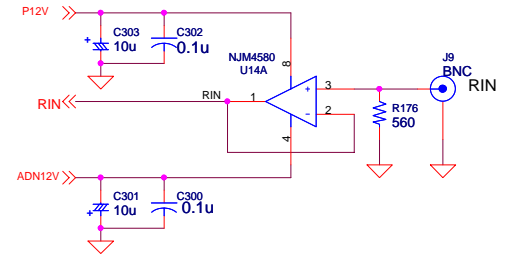 P12V
C303
10u
C302
0.1u
NJM4580
U14A
8
J9
BNC
RIN
RIN
RIN
1
3
2
R176
560
4
ADN12V
C301
10u
C300
0.1u